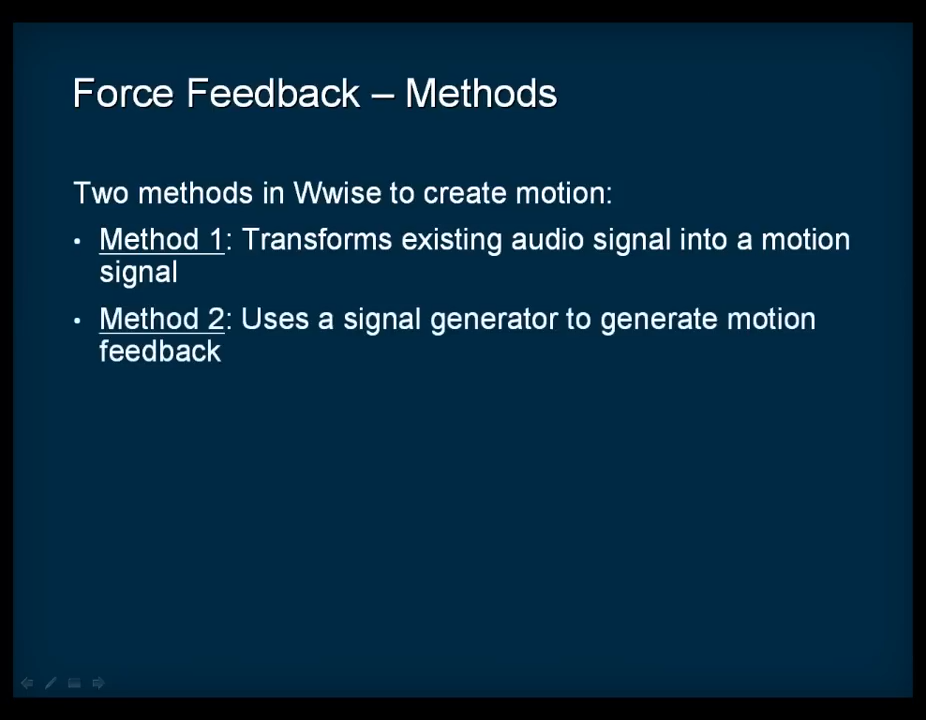 Force Feedback – Methods
Two methods in Wwise to create motion:
• Method 1: Transforms existing audio signal into a motion
signal
• Method 2: Uses a signal generator to generate motion
feedback